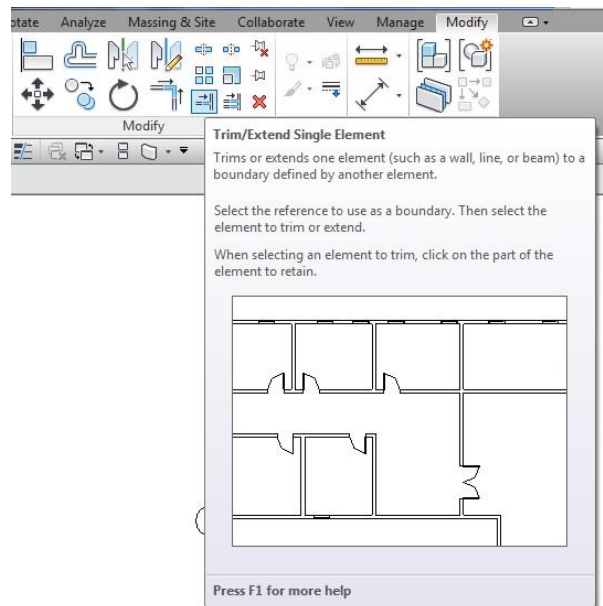 Analyze Massing & Site Collaborate View Manage Modify
Modify
Trim/Extend Single Element
Trims or extends one element (such as a wall, line, or beam) to a
boundary defined by another element.
Select the reference to use as a boundary. Then select the
element to trim or extend.
When selecting an element to trim, click on the part of the
element to retain.
Press F1 for more help